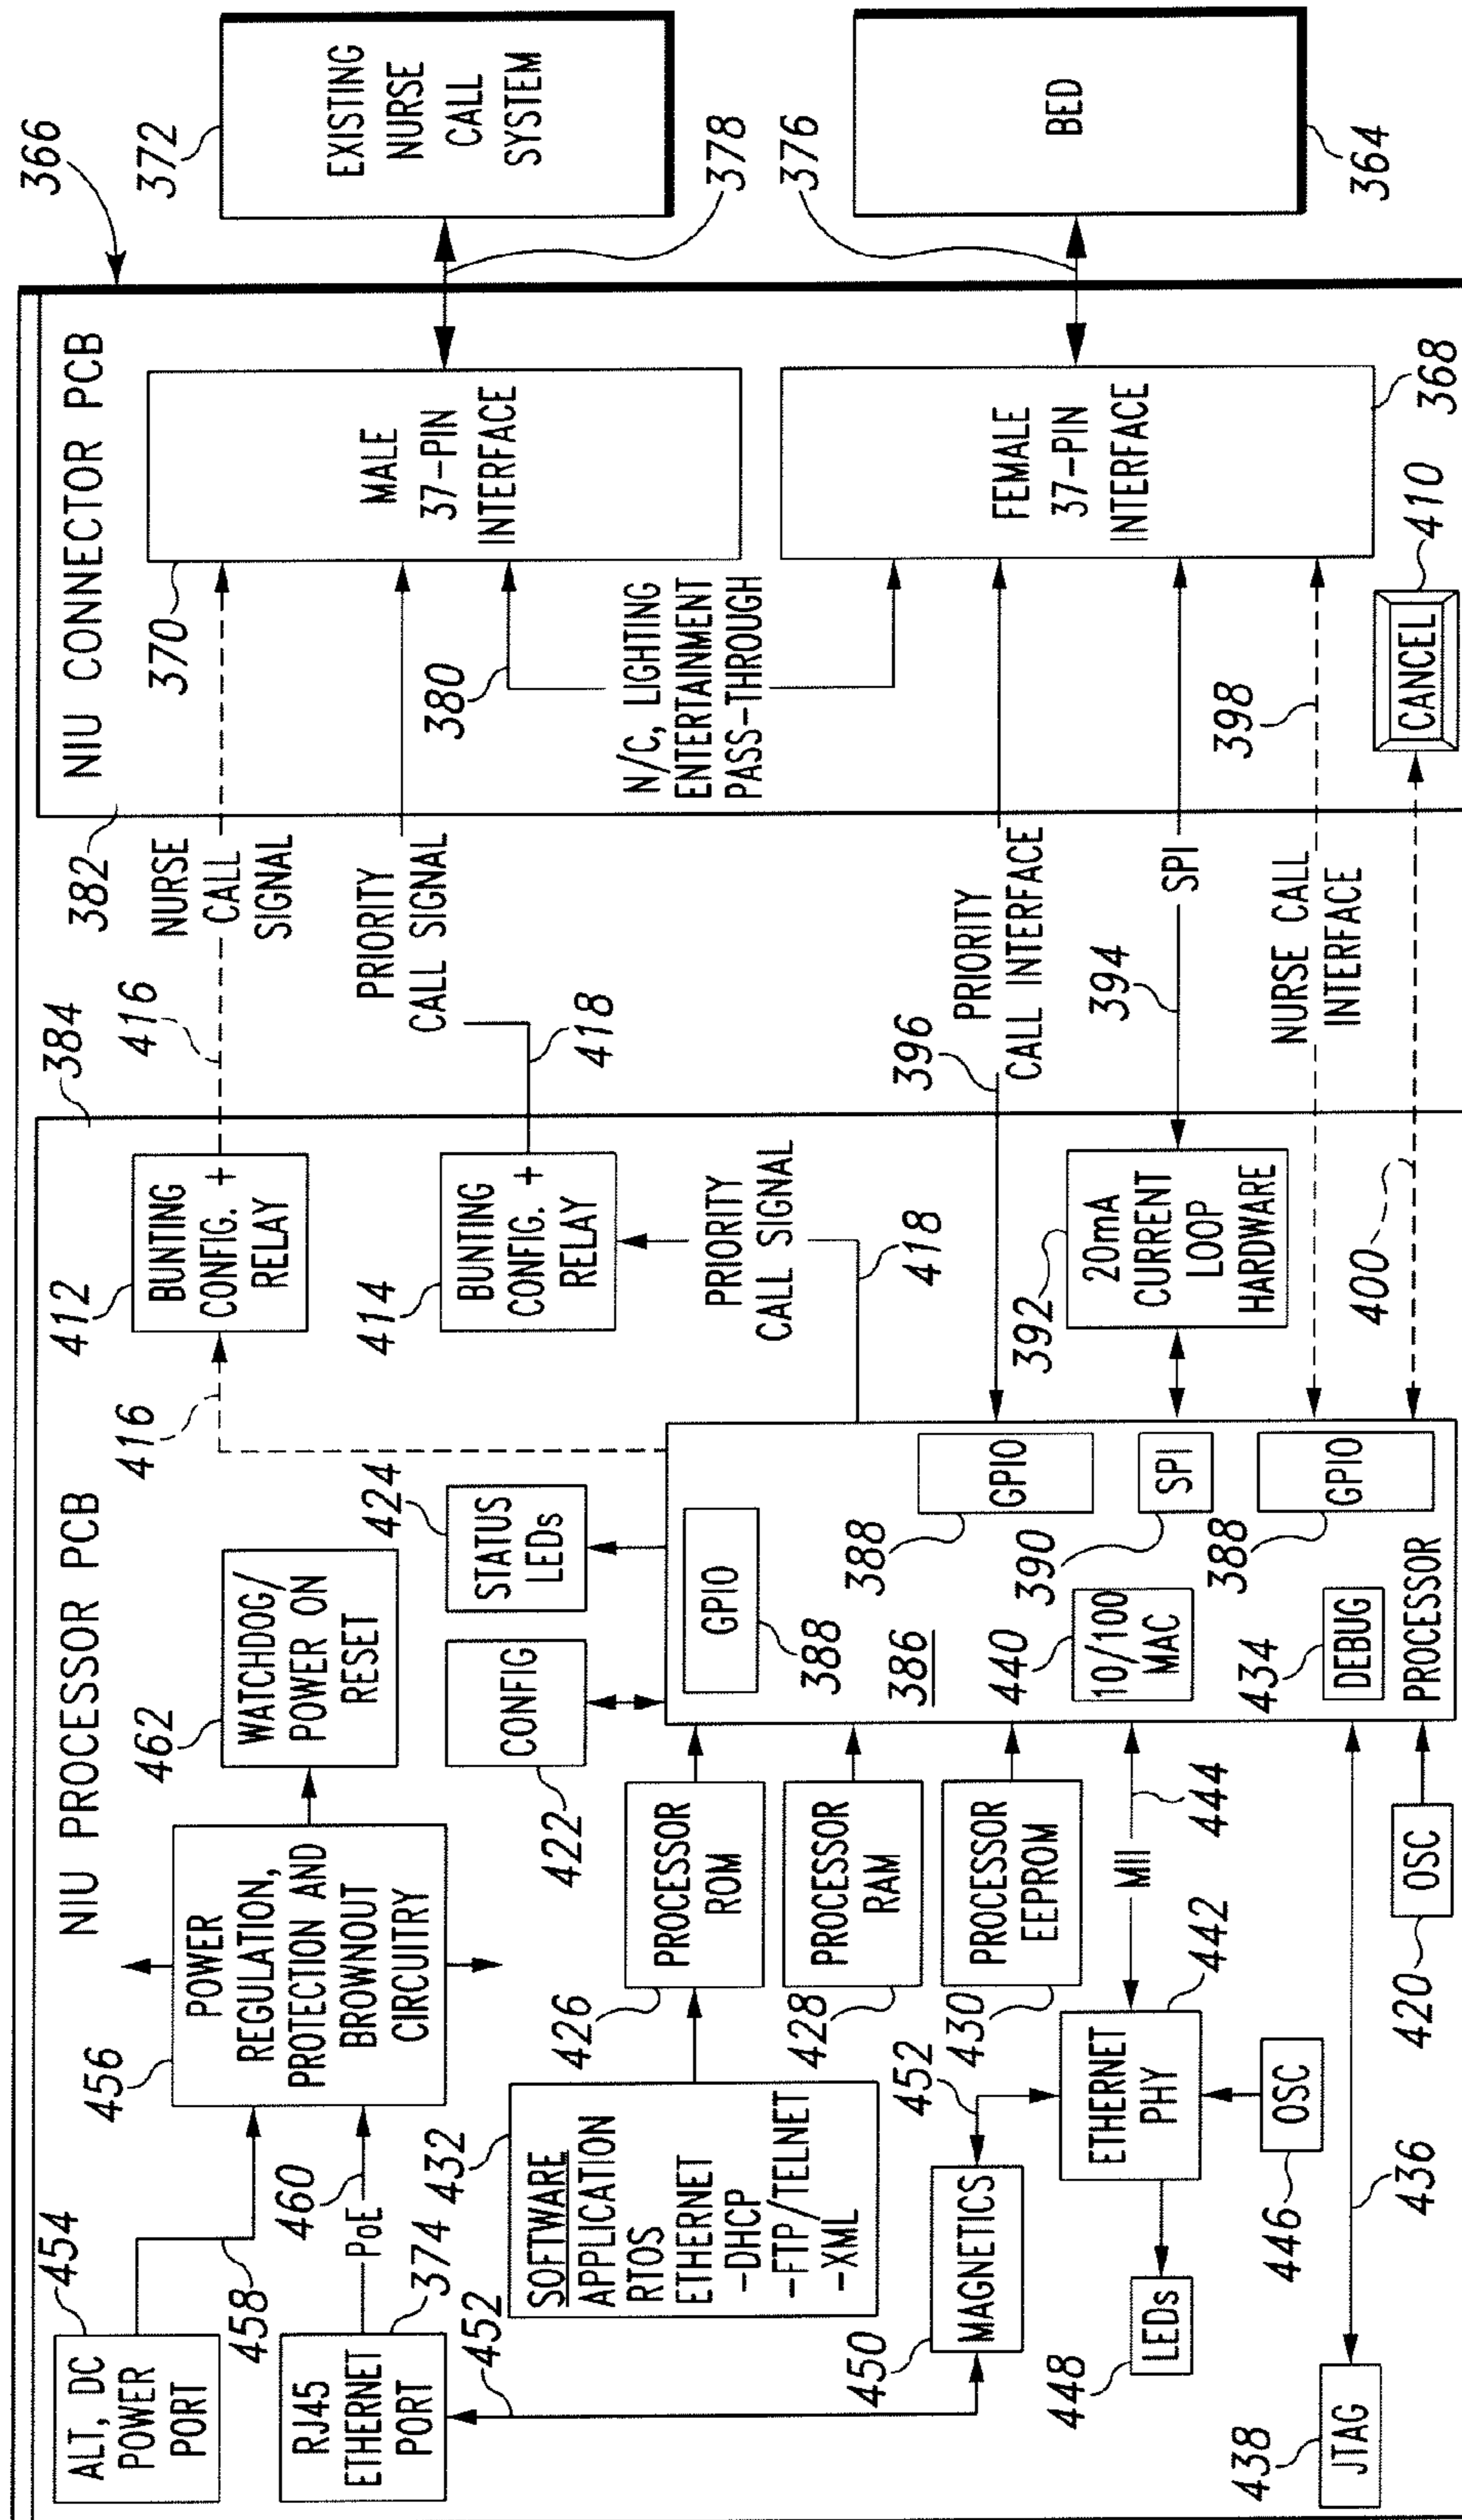 366
372
EXISTING
NURSE
CALL
SYSTEM
378
376
BED
364
NIU CONNECTOR PCB
382
370
MALE
37-PIN
INTERFACE
380
N/C, LIGHTING
ENTERTAINMENT
PASS-THROUGH
FEMALE
37-PIN
INTERFACE
368
398
CANCEL
410
NURSE
CALL
SIGNAL
416
PRIORITY
CALL SIGNAL
418
PRIORITY
CALL INTERFACE
396
SPI
394
NURSE CALL
INTERFACE
400
NIU PROCESSOR PCB
384
412
BUNTING
CONFIG. +
RELAY
416
414
BUNTING
CONFIG. +
RELAY
PRIORITY
CALL SIGNAL
418
392
20mA
CURRENT
LOOP
HARDWARE
454
ALT, DC
POWER
PORT
458
RJ45
ETHERNET
PORT
374
PoE
460
456
POWER
REGULATION,
PROTECTION AND
BROWNOUT
CIRCUITRY
462
WATCHDOG/
POWER ON
RESET
424
STATUS
LEDs
CONFIG
422
432
SOFTWARE
APPLICATION
RTOS
ETHERNET
-DHCP
-FTP/TELNET
-XML
426
PROCESSOR
ROM
428
PROCESSOR
RAM
430
PROCESSOR
EEPROM
GPIO
388
386
GPIO
388
SPI
390
GPIO
388
10/100
MAC
440
DEBUG
434
PROCESSOR
MII
444
452
452
450
MAGNETICS
ETHERNET
PHY
442
448
LEDs
OSC
446
OSC
420
436
JTAG
438